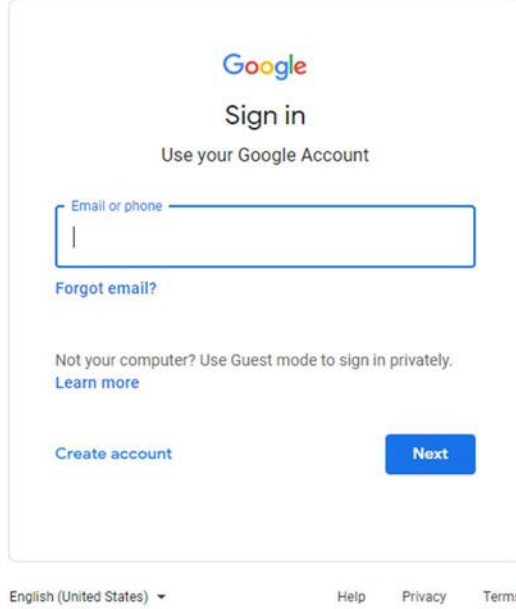 Google
Sign in
Use your Google Account
Email or phone
Forgot email?
Not your computer? Use Guest mode to sign in privately.
Learn more
Create account
Next
English (United States)
Help Privacy Terms